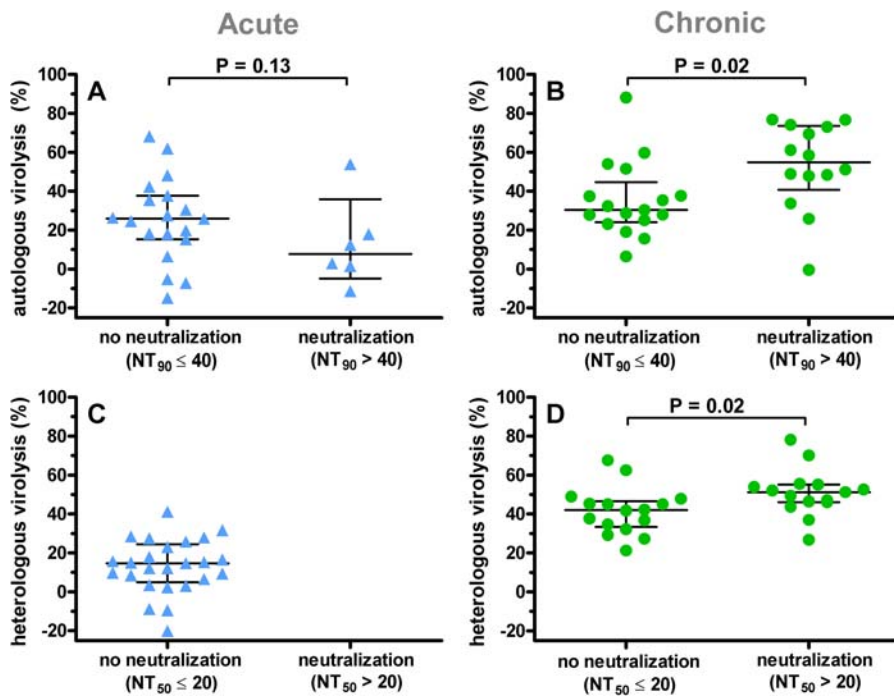 Acute
Chronic
A
P = 0.13
autologous virolysis (%)
100
80
60
40
20
0
-20
no neutralization
(NT90 ≤ 40)
neutralization
(NT90 > 40)
B
P = 0.02
autologous virolysis (%)
100
80
60
40
20
0
-20
no neutralization
(NT90 ≤ 40)
neutralization
(NT90 > 40)
C
heterologous virolysis (%)
100
80
60
40
20
0
-20
no neutralization
(NT50 ≤ 20)
neutralization
(NT50 > 20)
D
P = 0.02
heterologous virolysis (%)
100
80
60
40
20
0
-20
no neutralization
(NT50 ≤ 20)
neutralization
(NT50 > 20)